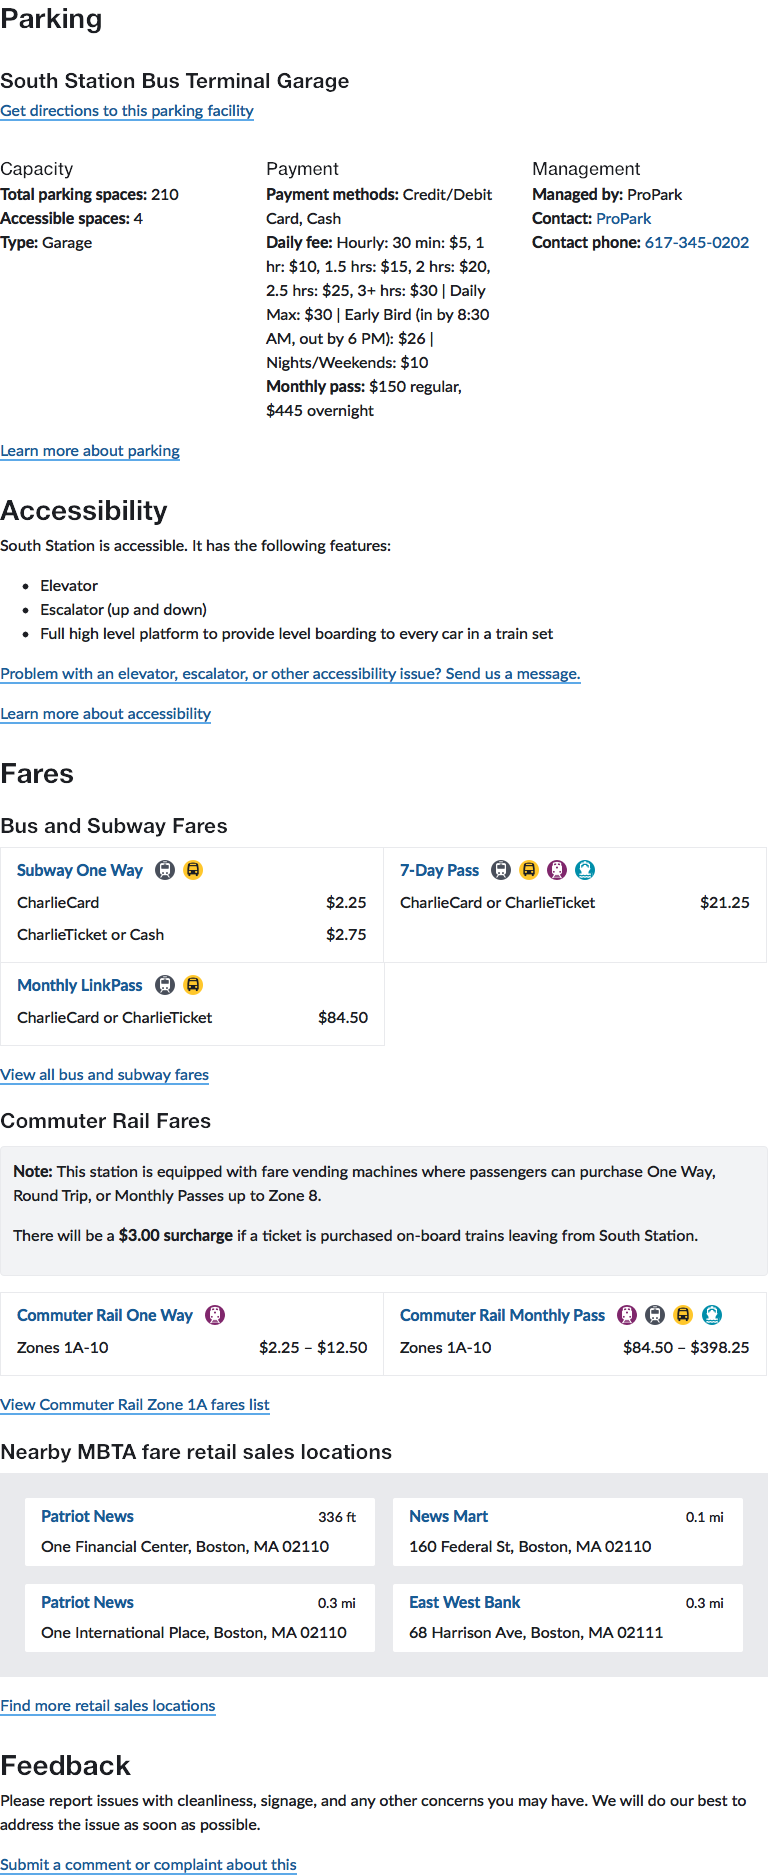 Parking
South Station Bus Terminal Garage
Get directions to this parking facility
Capacity
Total parking spaces: 210
Accessible spaces: 4
Type: Garage
Payment
Payment methods: Credit/Debit
Card, Cash
Daily fee: Hourly: 30 min: $5, 1
hr: $10, 1.5 hrs: $15, 2 hrs: $20,
2.5 hrs: $25, 3+ hrs: $30 | Daily
Max: $30 | Early Bird (in by 8:30
AM, out by 6 PM): $26 |
Nights/Weekends: $10
Monthly pass: $150 regular,
$445 overnight
Management
Managed by: ProPark
Contact: ProPark
Contact phone: 617-345-0202
Learn more about parking
Accessibility
South Station is accessible. It has the following features:
• Elevator
• Escalator (up and down)
• Full high level platform to provide level boarding to every car in a train set
Problem with an elevator, escalator, or other accessibility issue? Send us a message.
Learn more about accessibility
Fares
Bus and Subway Fares
Subway One Way
CharlieCard $2.25
CharlieTicket or Cash $2.75
7-Day Pass
CharlieCard or CharlieTicket $21.25
Monthly LinkPass
CharlieCard or CharlieTicket $84.50
View all bus and subway fares
Commuter Rail Fares
Note: This station is equipped with fare vending machines where passengers can purchase One Way,
Round Trip, or Monthly Passes up to Zone 8.
There will be a $3.00 surcharge if a ticket is purchased on-board trains leaving from South Station.
Commuter Rail One Way
Zones 1A-10 $2.25 – $12.50
Commuter Rail Monthly Pass
Zones 1A-10 $84.50 – $398.25
View Commuter Rail Zone 1A fares list
Nearby MBTA fare retail sales locations
Patriot News 336 ft
One Financial Center, Boston, MA 02110
News Mart 0.1 mi
160 Federal St, Boston, MA 02110
Patriot News 0.3 mi
One International Place, Boston, MA 02110
East West Bank 0.3 mi
68 Harrison Ave, Boston, MA 02111
Find more retail sales locations
Feedback
Please report issues with cleanliness, signage, and any other concerns you may have. We will do our best to
address the issue as soon as possible.
Submit a comment or complaint about this